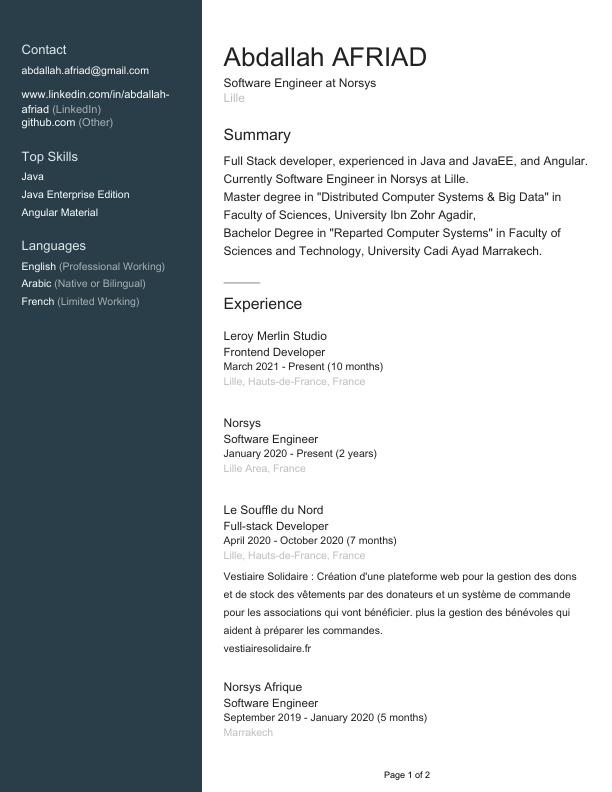 Contact
abdallah.afriad@gmail.com
www.linkedin.com/in/abdallah-
afriad (LinkedIn)
github.com (Other)
Top Skills
Java
Java Enterprise Edition
Angular Material
Languages
English (Professional Working)
Arabic (Native or Bilingual)
French (Limited Working)
Abdallah AFRIAD
Software Engineer at Norsys
Lille
Summary
Full Stack developer, experienced in Java and JavaEE, and Angular.
Currently Software Engineer in Norsys at Lille.
Master degree in "Distributed Computer Systems & Big Data" in
Faculty of Sciences, University Ibn Zohr Agadir,
Bachelor Degree in "Reparted Computer Systems" in Faculty of
Sciences and Technology, University Cadi Ayad Marrakech.
Experience
Leroy Merlin Studio
Frontend Developer
March 2021 - Present (10 months)
Lille, Hauts-de-France, France
Norsys
Software Engineer
January 2020 - Present (2 years)
Lille Area, France
Le Souffle du Nord
Full-stack Developer
April 2020 - October 2020 (7 months)
Lille, Hauts-de-France, France
Vestiaire Solidaire : Création d'une plateforme web pour la gestion des dons
et de stock des vêtements par des donateurs et un système de commande
pour les associations qui vont bénéficier. plus la gestion des bénévoles qui
aident à préparer les commandes.
vestiairesolidaire.fr
Norsys Afrique
Software Engineer
September 2019 - January 2020 (5 months)
Marrakech
Page 1 of 2